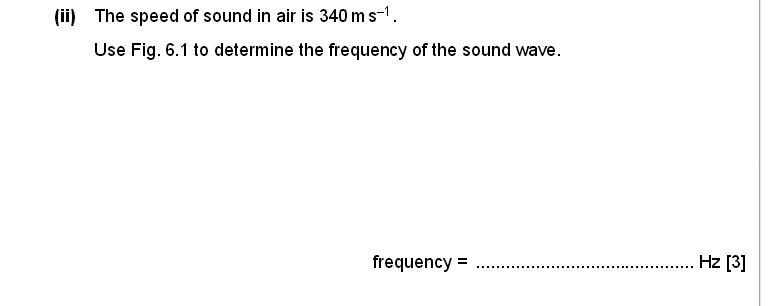 (ii) The speed of sound in air is 340 m s⁻¹.
Use Fig. 6.1 to determine the frequency of the sound wave.
frequency = ............................................ Hz [3]